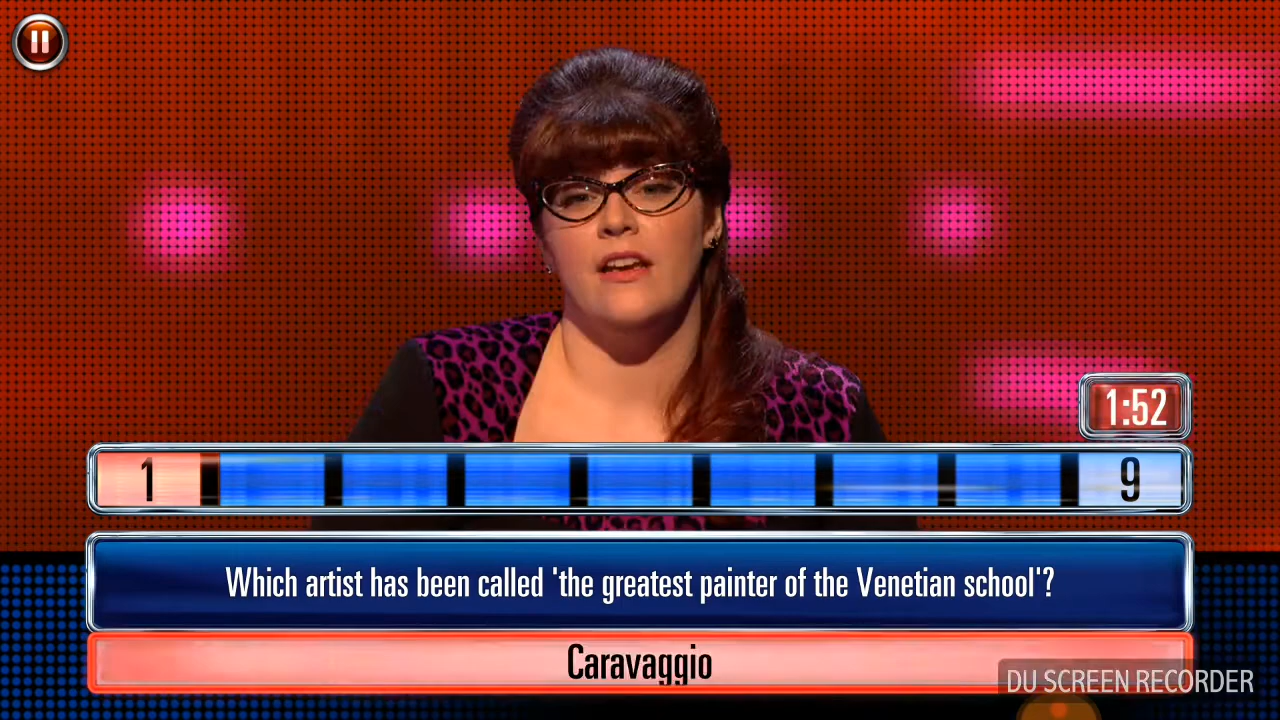 1:52
1
9
Which artist has been called 'the greatest painter of the Venetian school'?
Caravaggio
DU SCREEN RECORDER